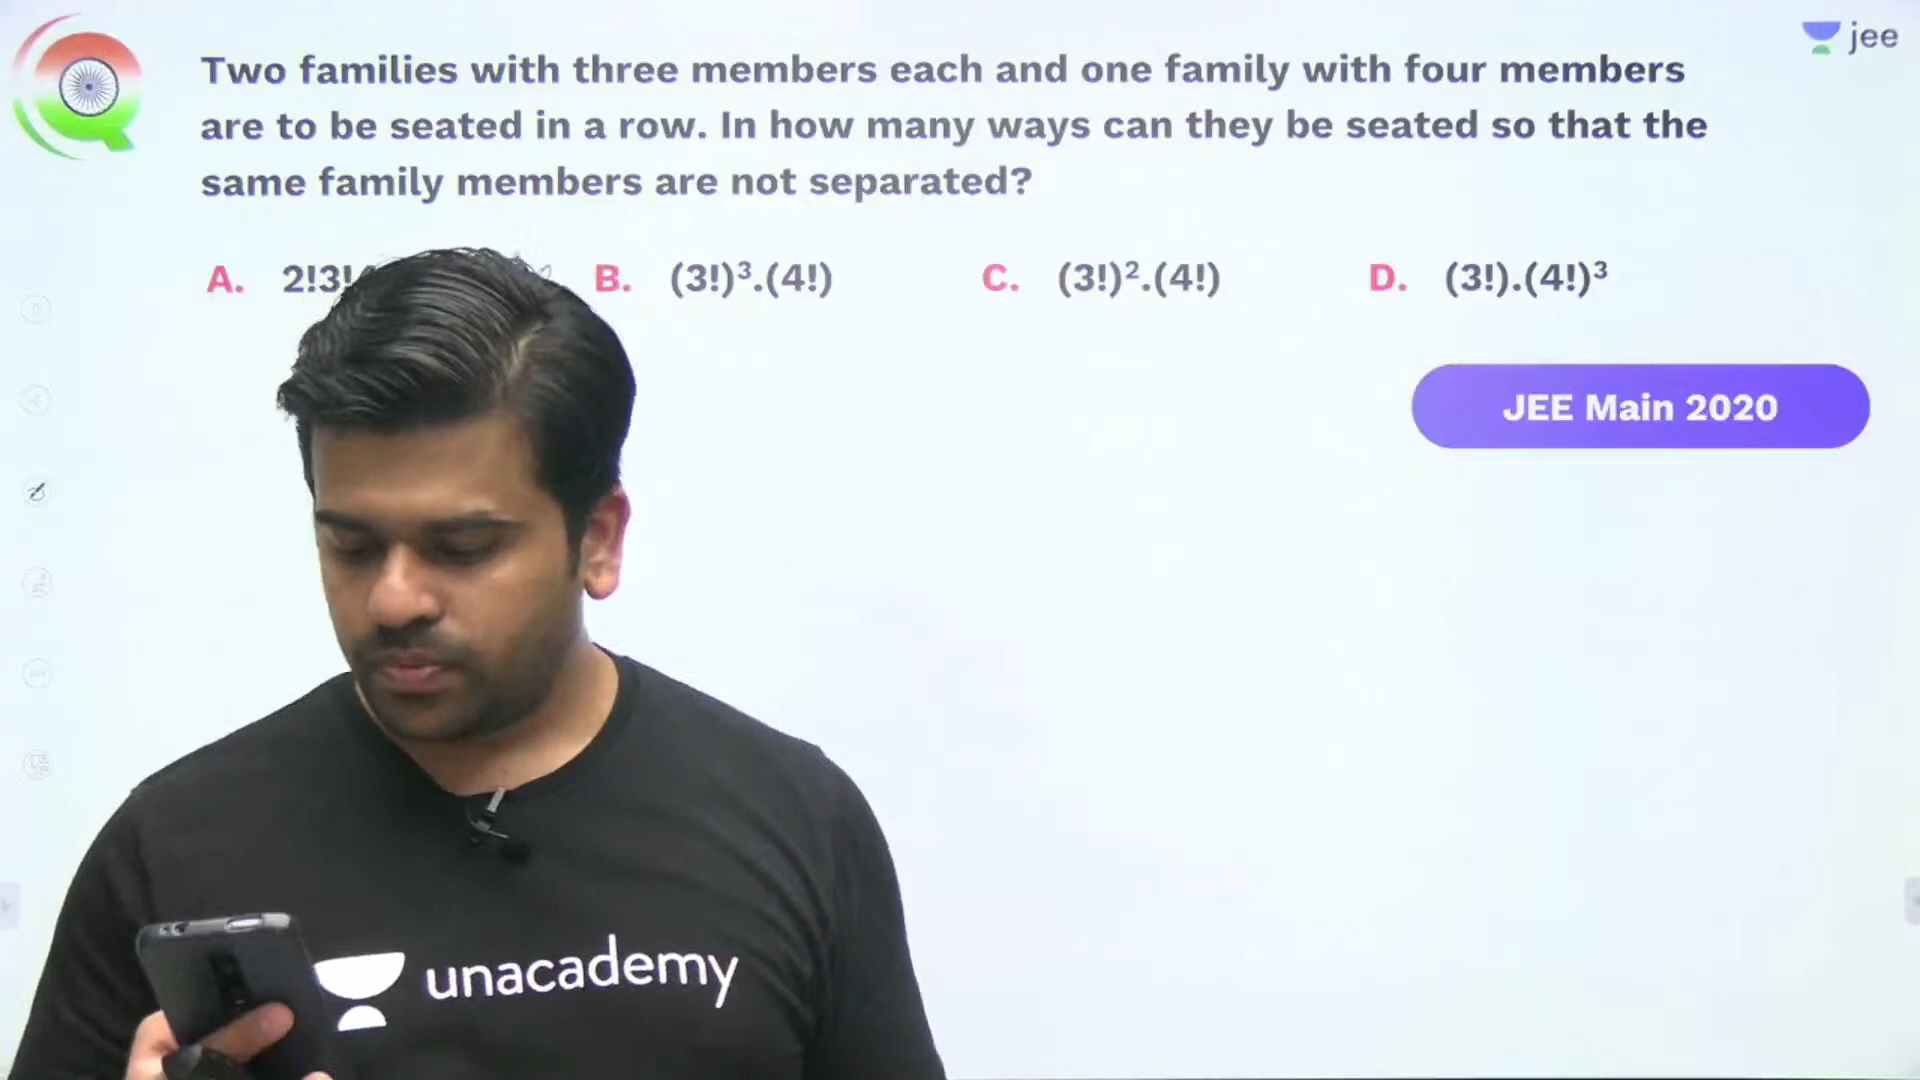 jee
Two families with three members each and one family with four members
are to be seated in a row. In how many ways can they be seated so that the
same family members are not separated?
A. 2!3! B. (3!)³.(4!) C. (3!)².(4!) D. (3!).(4!)³
JEE Main 2020
unacademy